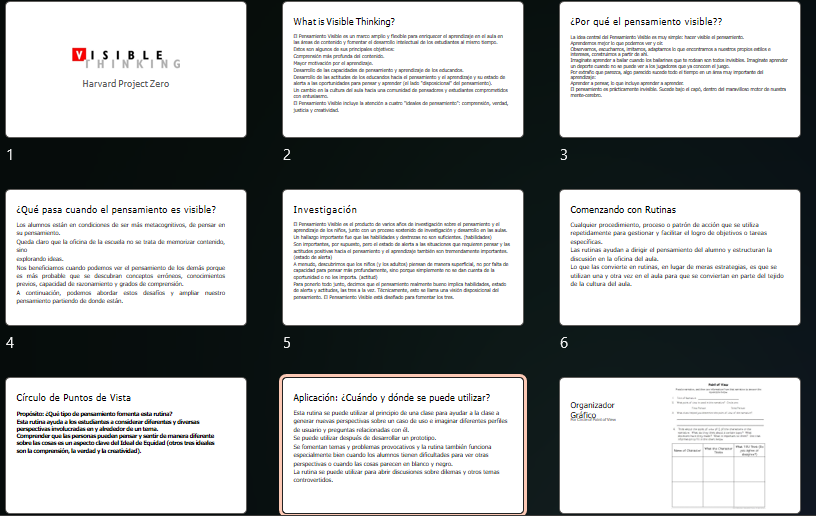 VISIBLE
THINKING
Harvard Project Zero
1
What is Visible Thinking?
El Pensamiento Visible es un marco amplio y flexible para enriquecer el aprendizaje en el aula en
las áreas de contenido y fomentar el desarrollo intelectual de los estudiantes al mismo tiempo.
Estos son algunos de sus principales objetivos:
Comprensión más profunda del contenido.
Mayor motivación por el aprendizaje.
Desarrollo de las capacidades de pensamiento y aprendizaje de los educandos.
Desarrollo de las actitudes de los educandos hacia el pensamiento y el aprendizaje y su estado de
alerta a las oportunidades para pensar y aprender (el lado "disposicional" del pensamiento).
Un cambio en la cultura del aula hacia una comunidad de pensadores y estudiantes comprometidos
con entusiasmo.
El Pensamiento Visible incluye la atención a cuatro "ideales de pensamiento": comprensión, verdad,
justicia y creatividad.
2
¿Por qué el pensamiento visible??
La idea central del Pensamiento Visible es muy simple: hacer visible el pensamiento.
Aprendemos mejor lo que podemos ver y oír.
Observamos, escuchamos, imitamos, adaptamos lo que encontramos a nuestros propios estilos e
intereses, construimos a partir de ahí.
Imagínate aprender a bailar cuando los bailarines que te rodean son todos invisibles. Imagínate aprender
un deporte cuando no se puede ver a los jugadores que ya conocen el juego.
Por extraño que parezca, algo parecido sucede todo el tiempo en un área muy importante del
aprendizaje:
Aprender a pensar, lo que incluye aprender a aprender.
El pensamiento es prácticamente invisible. Sucede bajo el capó, dentro del maravilloso motor de nuestra
mente-cerebro.
3
¿Qué pasa cuando el pensamiento es visible?
Los alumnos están en condiciones de ser más metacognitivos, de pensar en
su pensamiento.
Queda claro que la oficina de la escuela no se trata de memorizar contenido,
sino
explorando ideas.
Nos beneficiamos cuando podemos ver el pensamiento de los demás porque
es más probable que se descubran conceptos erróneos, conocimientos
previos, capacidad de razonamiento y grados de comprensión.
A continuación, podemos abordar estos desafíos y ampliar nuestro
pensamiento partiendo de donde están.
4
Investigación
El Pensamiento Visible es el producto de varios años de investigación sobre el pensamiento y el
aprendizaje de los niños, junto con un proceso sostenido de investigación y desarrollo en las aulas.
Un hallazgo importante fue que las habilidades y destrezas no son suficientes. (habilidades)
Son importantes, por supuesto, pero el estado de alerta a las situaciones que requieren pensar y las
actitudes positivas hacia el pensamiento y el aprendizaje también son tremendamente importantes.
(estado de alerta)
A menudo, descubrimos que los niños (y los adultos) piensan de manera superficial, no por falta de
capacidad para pensar más profundamente, sino porque simplemente no se dan cuenta de la
oportunidad o no les importa. (actitud)
Para ponerlo todo junto, decimos que el pensamiento realmente bueno implica habilidades, estado
de alerta y actitudes, las tres a la vez. Técnicamente, esto se llama una visión disposicional del
pensamiento. El Pensamiento Visible está diseñado para fomentar los tres.
5
Comenzando con Rutinas
Cualquier procedimiento, proceso o patrón de acción que se utiliza
repetidamente para gestionar y facilitar el logro de objetivos o tareas
específicas.
Las rutinas ayudan a dirigir el pensamiento del alumno y estructuran la
discusión en la oficina del aula.
Lo que las convierte en rutinas, en lugar de meras estrategias, es que se
utilizan una y otra vez en el aula para que se conviertan en parte del tejido
de la cultura del aula.
6
Círculo de Puntos de Vista
Propósito: ¿Qué tipo de pensamiento fomenta esta rutina?
Esta rutina ayuda a los estudiantes a considerar diferentes y diversas
perspectivas involucradas en y alrededor de un tema.
Comprender que las personas pueden pensar y sentir de manera diferente
sobre las cosas es un aspecto clave del Ideal de Equidad (otros tres ideales
son la comprensión, la verdad y la creatividad).
Aplicación: ¿Cuándo y dónde se puede utilizar?
Esta rutina se puede utilizar al principio de una clase para ayudar a la clase a
generar nuevas perspectivas sobre un caso de uso e imaginar diferentes perfiles
de usuario y preguntas relacionadas con él.
Se puede utilizar después de desarrollar un prototipo.
Se fomentan temas y problemas provocativos y la rutina también funciona
especialmente bien cuando los alumnos tienen dificultades para ver otras
perspectivas o cuando las cosas parecen en blanco y negro.
La rutina se puede utilizar para abrir discusiones sobre dilemas y otros temas
controvertidos.
Organizador
Gráfico
Point of View
Name of Character